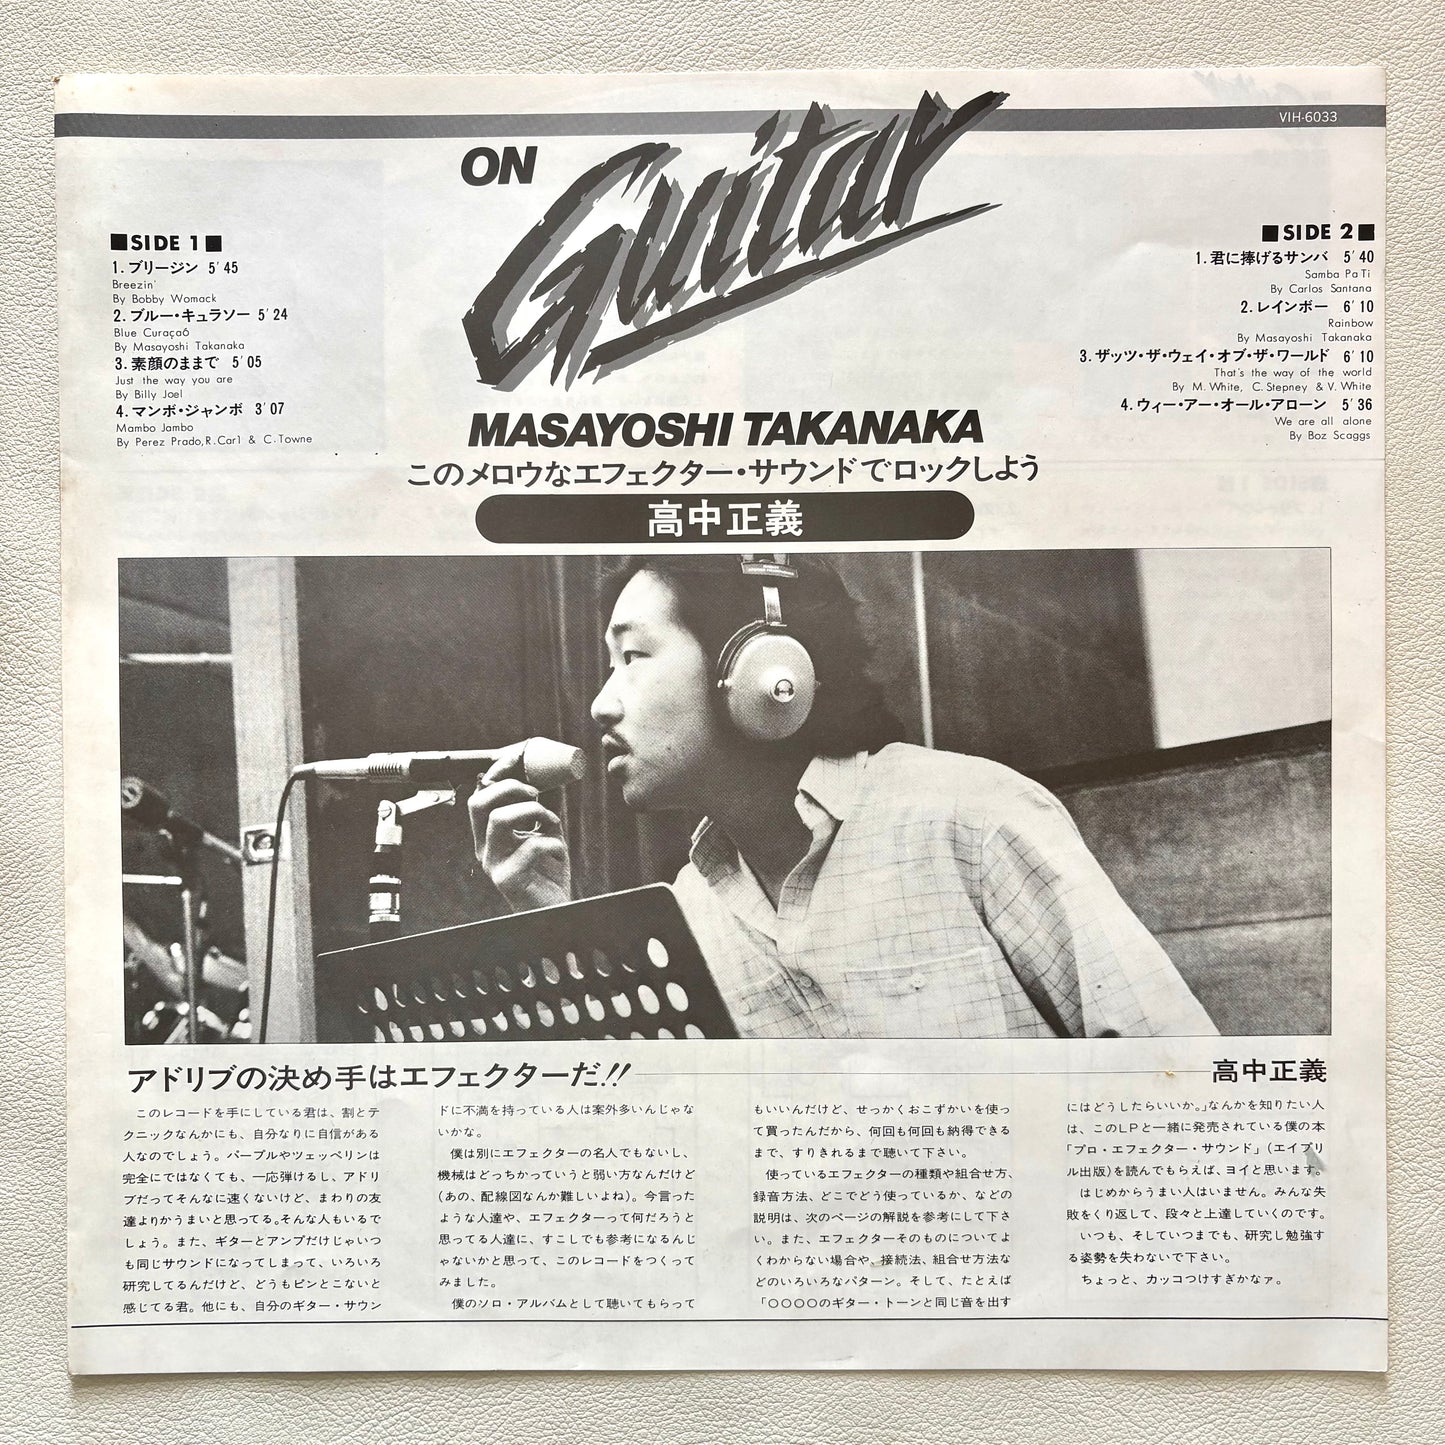 VIH-6033
ON Guitar
■SIDE 1■
1. ブリージン 5'45
Breezin'
By Bobby Womack
2. ブルー・キュラソー 5'24
Blue Curaçaó
By Masayoshi Takanaka
3. 素顔のままで 5'05
Just the way you are
By Billy Joel
4. マンボ・ジャンボ 3'07
Mambo Jambo
By Perez Prado, R. Carl & C. Towne
■SIDE 2■
1. 君に捧げるサンバ 5'40
Samba Pa Ti
By Carlos Santana
2. レインボー 6'10
Rainbow
By Masayoshi Takanaka
3. ザッツ・ザ・ウェイ・オブ・ザ・ワールド 6'10
That's the way of the world
By M. White, C. Stepney & V. White
4. ウィー・アー・オール・アローン 5'36
We are all alone
By Boz Scaggs
MASAYOSHI TAKANAKA
このメロウなエフェクター・サウンドでロックしよう
高中正義
アドリブの決め手はエフェクターだ!!
高中正義
このレコードを手にしている君は、割とテ
クニックなんかにも、自分なりに自信がある
人なのでしょう。パープルやツェッペリンは
完全にではなくても、一応弾けるし、アドリ
ブだってそんなに速くないけど、まわりの友
達よりかうまいと思ってる。そんな人もいるで
しょう。また、ギターとアンプだけじゃいつ
も同じサウンドになってしまって、いろいろ
研究してるんだけど、どうもピンとこないと
感じてる君。他にも、自分のギター・サウン
ドに不満を持っている人は案外多いんじゃな
いかな。
僕は別にエフェクターの名人でもないし、
機械はどっちかっていうと弱い方なんだけど
(あの、配線図なんか難しいよね)。今言った
ような人達や、エフェクターって何だろうと
思ってる人達に、すこしでも参考になるんじ
ゃないかと思って、このレコードをつくって
みました。
僕のソロ・アルバムとして聴いてもらって
もいいんだけど、せっかくおこずかいを使っ
て買ったんだから、何回も何回も納得できる
まで、すりきれるまで聴いて下さい。
使っているエフェクターの種類や組合せ方、
録音方法、どこでどう使っているか、などの
説明は、次のページの解説を参考にして下さ
い。また、エフェクターそのものについてよ
くわからない場合や、接続法、組合せ方法な
どのいろいろなパターン。そして、たとえば
「○○○○のギター・トーンと同じ音を出す
にはどうしたらいいか。」なんかを知りたい人
は、このLPと一緒に発売されている僕の本
「プロ・エフェクター・サウンド」(エイプリ
ル出版)を読んでもらえば、ヨイと思います。
はじめからうまい人はいません。みんな失
敗をくり返して、段々と上達していくのです。
いつも、そしていつまでも、研究し勉強す
る姿勢を失わないで下さい。
ちょっと、カッコつけすぎかなァ。